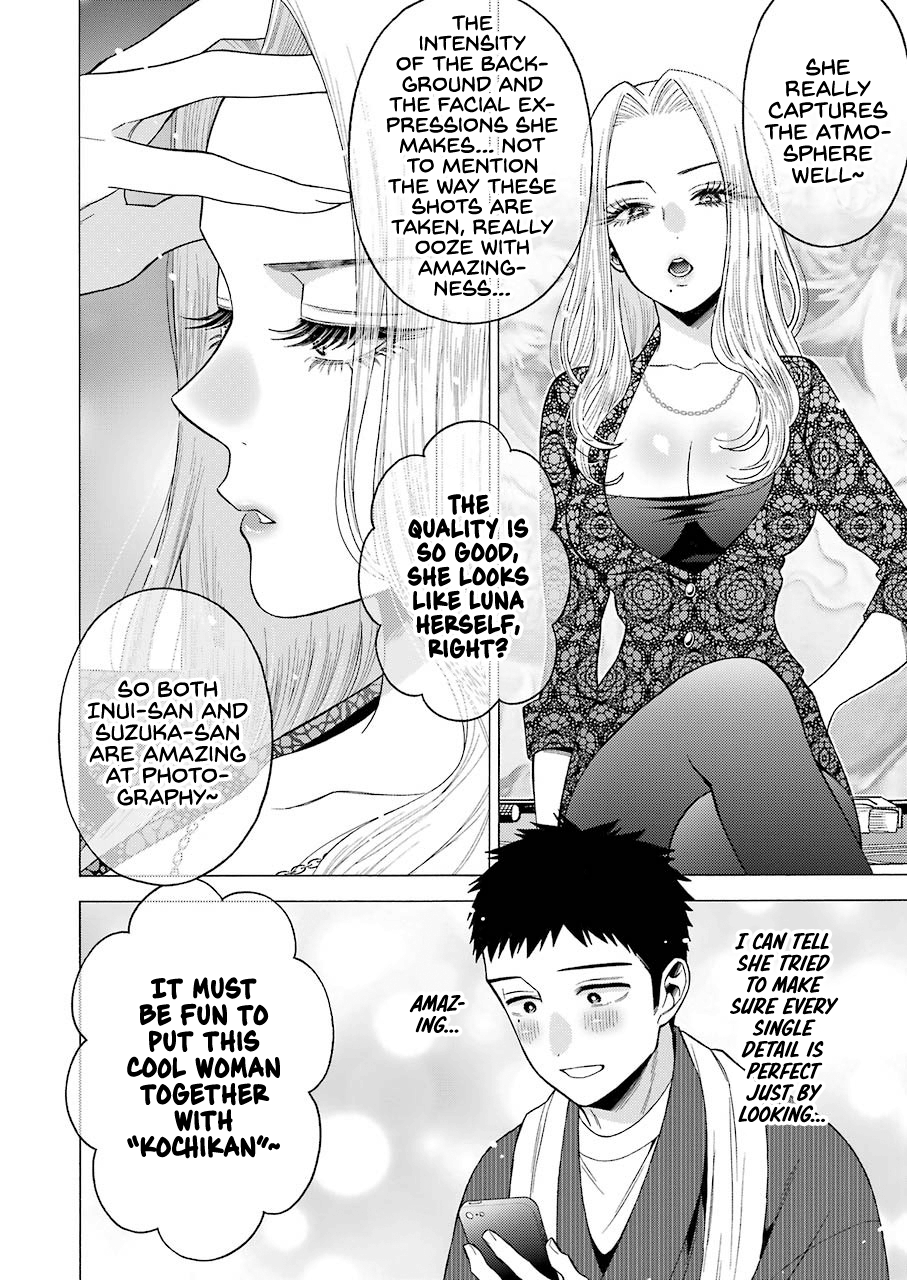 SHE
REALLY
CAPTURES
THE ATMO-
SPHERE
WELL~
THE
INTENSITY
OF THE BACK-
GROUND AND
THE FACIAL EX-
PRESSIONS SHE
MAKES... NOT
TO MENTION
THE WAY THESE
SHOTS ARE
TAKEN, REALLY
OOZE WITH
AMAZING-
NESS...
THE
QUALITY IS
SO GOOD,
SHE LOOKS
LIKE LUNA
HERSELF,
RIGHT?
SO BOTH
INUI-SAN AND
SUZUKA-SAN
ARE AMAZING
AT PHOTO-
GRAPHY~
I CAN TELL
SHE TRIED
TO MAKE
SURE EVERY
SINGLE
DETAIL IS
PERFECT
JUST BY
LOOKING...
AMAZ-
ING...
IT MUST
BE FUN TO
PUT THIS
COOL WOMAN
TOGETHER
WITH
"KOCHIKAN"~